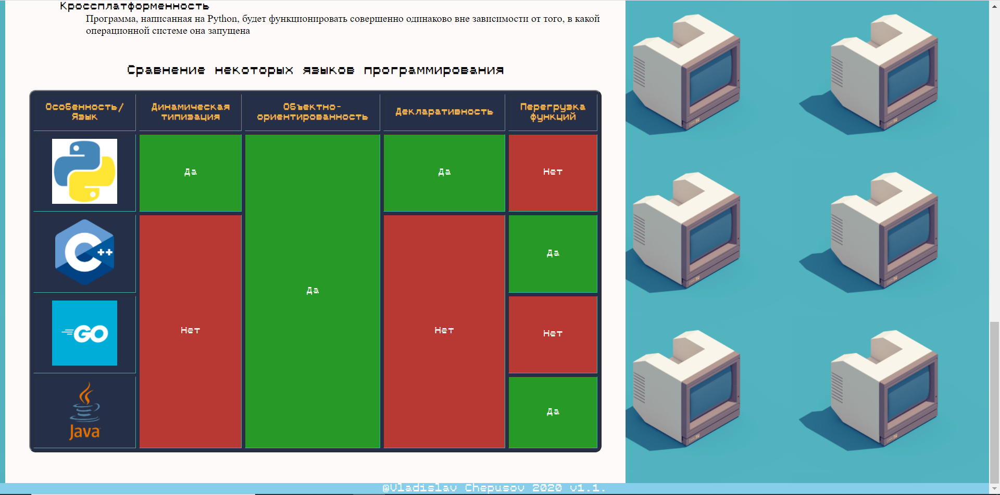 Кроссплатформенность
Программа, написанная на Python, будет функционировать совершенно одинаково вне зависимости от того, в какой
операционной системе она запущена
Сравнение некоторых языков программирования
Особенность/
Язык
Динамическая
типизация
Объектно-
ориентированность
Декларативность
Перегрузка
функций
Да
Да
Да
Нет
C++
Нет
Нет
Да
GO
Нет
Java
Да
@Vladislav Chepusov 2020 v1.1.